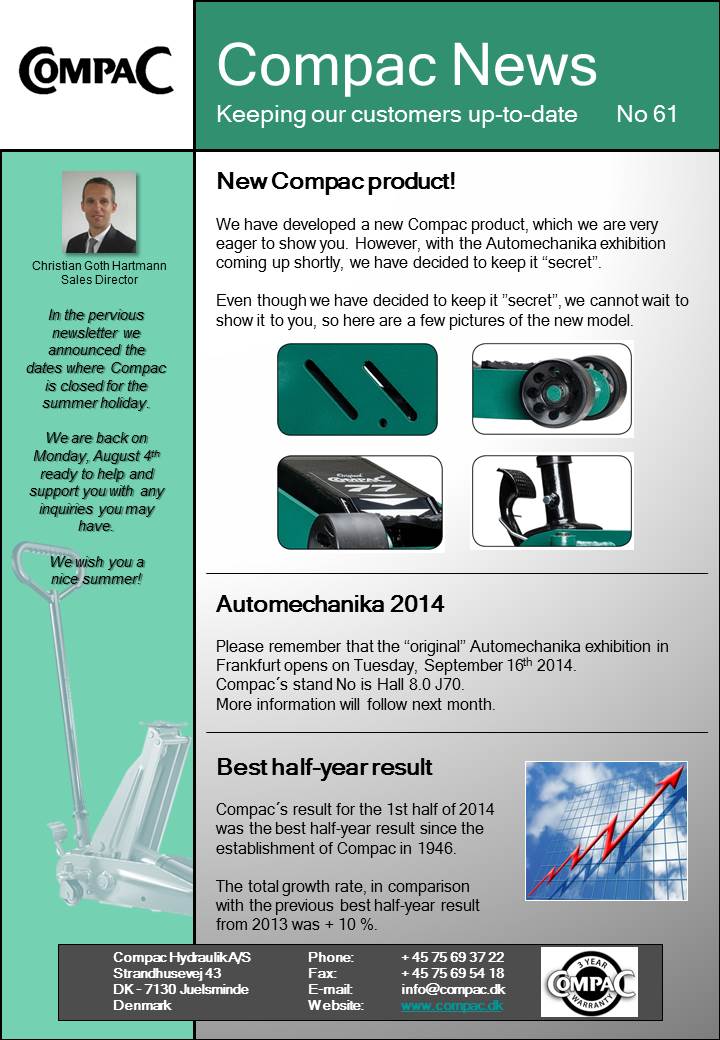 COMPAC
Compac News
Keeping our customers up-to-date No 61
Christian Goth Hartmann
Sales Director
In the pervious
newsletter we
announced the
dates where Compac
is closed for the
summer holiday.
We are back on
Monday, August 4th
ready to help and
support you with any
inquiries you may
have.
We wish you a
nice summer!
New Compac product!
We have developed a new Compac product, which we are very
eager to show you. However, with the Automechanika exhibition
coming up shortly, we have decided to keep it “secret”.
Even though we have decided to keep it ”secret”, we cannot wait to
show it to you, so here are a few pictures of the new model.
Original
COMPAC
77
Automechanika 2014
Please remember that the “original” Automechanika exhibition in
Frankfurt opens on Tuesday, September 16th 2014.
Compac´s stand No is Hall 8.0 J70.
More information will follow next month.
Best half-year result
Compac´s result for the 1st half of 2014
was the best half-year result since the
establishment of Compac in 1946.
The total growth rate, in comparison
with the previous best half-year result
from 2013 was + 10 %.
Compac Hydraulik A/S Phone: + 45 75 69 37 22
Strandhusevej 43 Fax: + 45 75 69 54 18
DK - 7130 Juelsminde E-mail: info@compac.dk
Denmark Website: www.compac.dk
3 YEAR
COMPAC
WARRANTY